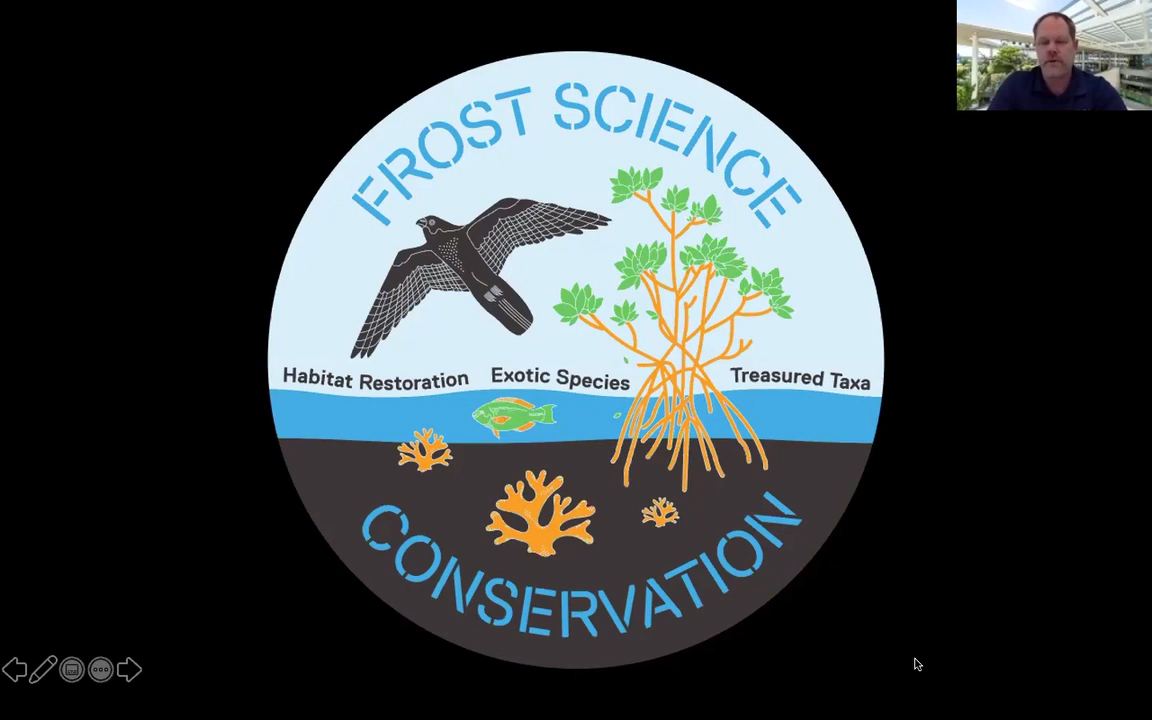 FROST SCIENCE
Habitat Restoration
Exotic Species
Treasured Taxa
CONSERVATION